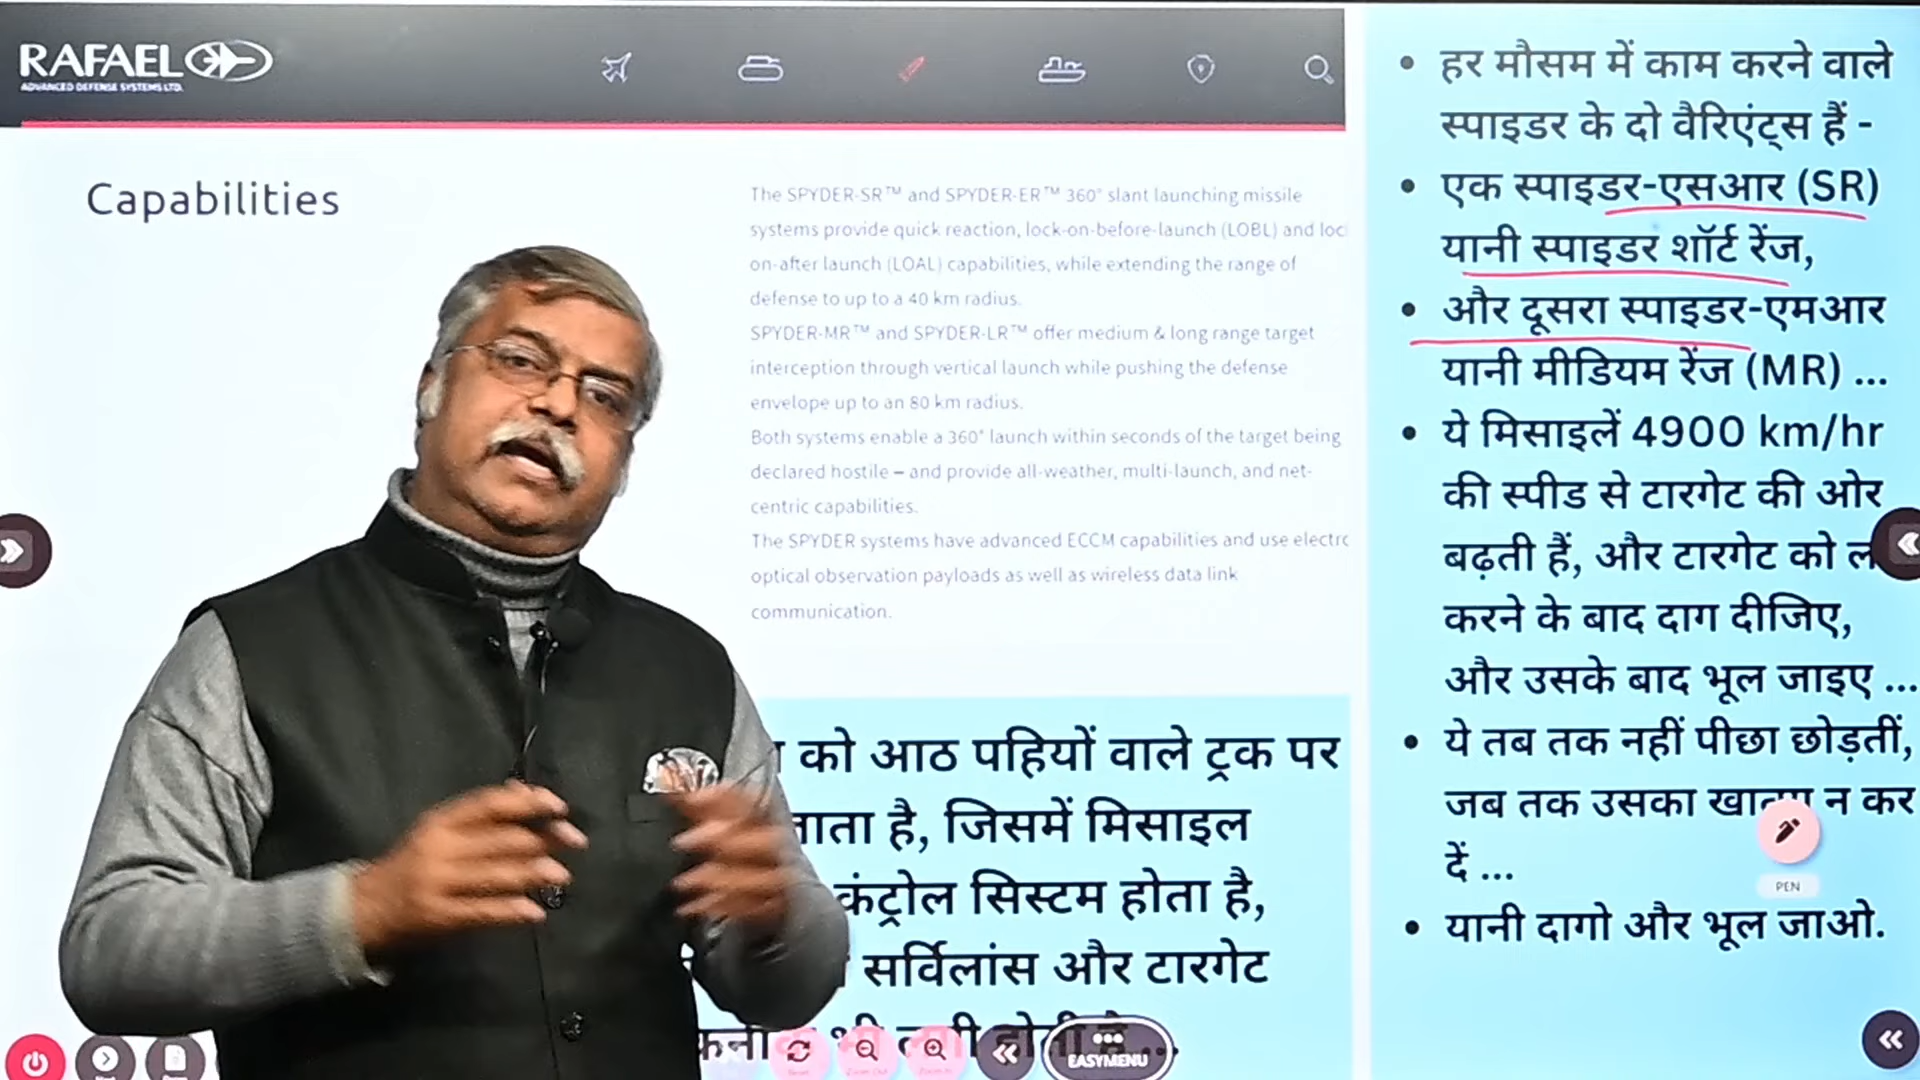 RAFAEL
ADVANCED DEFENSE SYSTEMS LTD.
Capabilities
The SPYDER-SR™ and SPYDER-ER™ 360° slant launching missile
systems provide quick reaction, lock-on-before-launch (LOBL) and loc
on-after launch (LOAL) capabilities, while extending the range of
defense to up to a 40 km radius.
SPYDER-MR™ and SPYDER-LR™ offer medium & long range target
interception through vertical launch while pushing the defense
envelope up to an 80 km radius.
Both systems enable a 360° launch within seconds of the target being
declared hostile – and provide all-weather, multi-launch, and net-
centric capabilities.
The SPYDER systems have advanced ECCM capabilities and use electro
optical observation payloads as well as wireless data link
communication.
को आठ पहियों वाले ट्रक पर
है, जिसमें मिसाइल
कंट्रोल सिस्टम होता है,
सर्विलांस और टारगेट
भी
EASYMENU
• हर मौसम में काम करने वाले
स्पाइडर के दो वैरिएंट्स हैं -
• एक स्पाइडर-एसआर (SR)
यानी स्पाइडर शॉर्ट रेंज,
• और दूसरा स्पाइडर-एमआर
यानी मीडियम रेंज (MR) ...
• ये मिसाइलें 4900 km/hr
की स्पीड से टारगेट की ओर
बढ़ती हैं, और टारगेट को
करने के बाद दाग दीजिए,
और उसके बाद भूल जाइए ...
• ये तब तक नहीं पीछा छोड़तीं,
जब तक उसका न कर
दें ...
• यानी दागो और भूल जाओ.
PEN